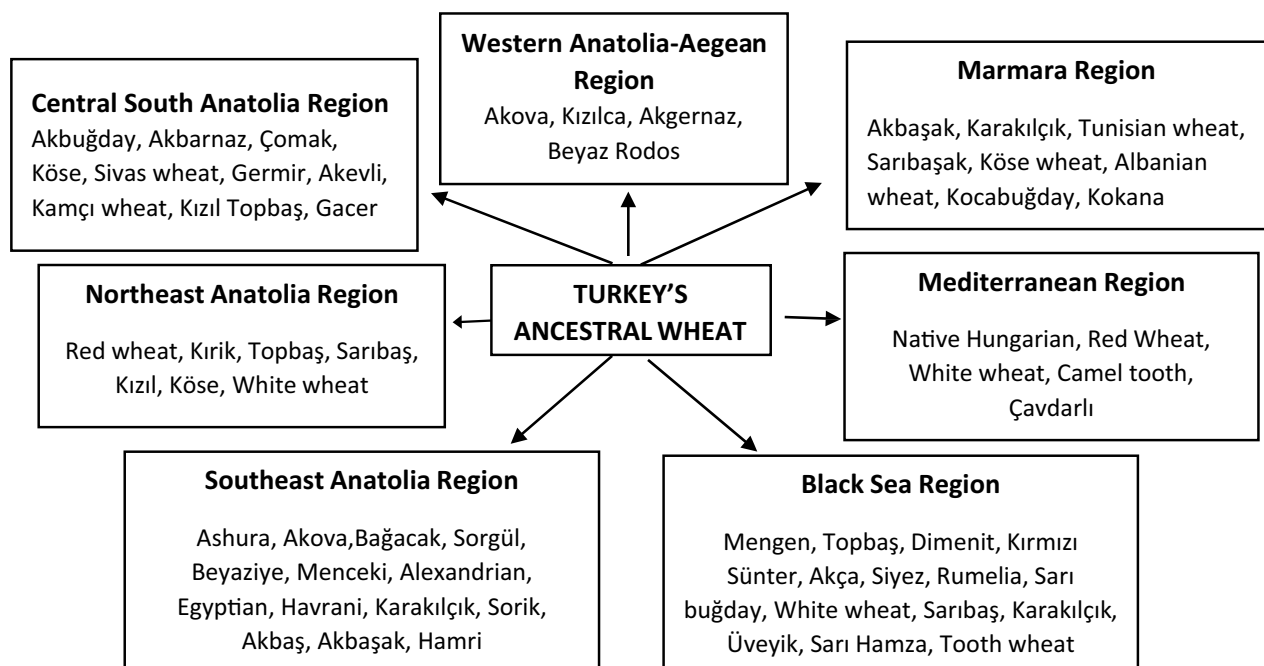 Western Anatolia-Aegean
Region
Akova, Kızılca, Akgernaz,
Beyaz Rodos
Marmara Region
Akbaşak, Karakılçık, Tunisian wheat,
Sarıbaşak, Köse wheat, Albanian
wheat, Kocabuğday, Kokana
Central South Anatolia Region
Akbuğday, Akbarnaz, Çomak,
Köse, Sivas wheat, Germir, Akevli,
Kamçı wheat, Kızıl Topbaş, Gacer
Northeast Anatolia Region
Red wheat, Kırik, Topbaş, Sarıbaş,
Kızıl, Köse, White wheat
TURKEY’S
ANCESTRAL WHEAT
Mediterranean Region
Native Hungarian, Red Wheat,
White wheat, Camel tooth,
Çavdarlı
Southeast Anatolia Region
Ashura, Akova,Bağacak, Sorgül,
Beyaziye, Menceki, Alexandrian,
Egyptian, Havrani, Karakılçık, Sorik,
Akbaş, Akbaşak, Hamri
Black Sea Region
Mengen, Topbaş, Dimenit, Kırmızı
Sünter, Akça, Siyez, Rumelia, Sarı
buğday, White wheat, Sarıbaş, Karakılçık,
Üveyik, Sarı Hamza, Tooth wheat